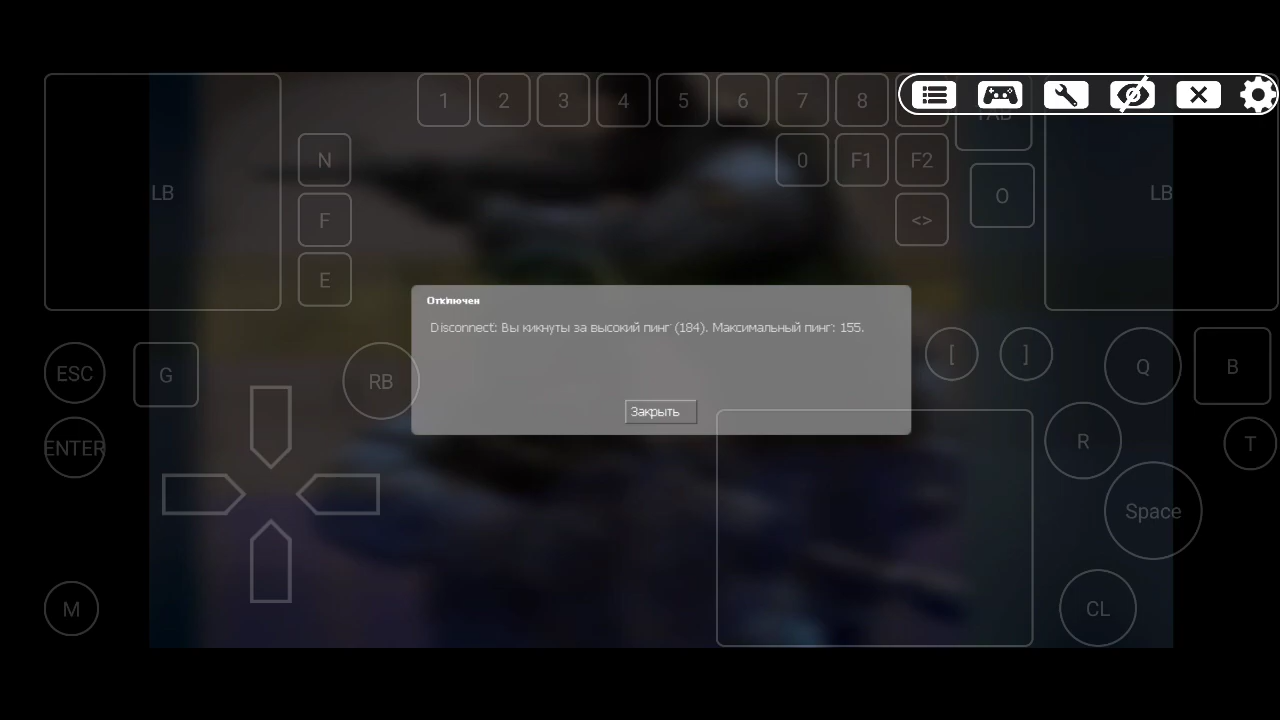 1 2 3 4 5 6 7 8
TAB
N
0 F1 F2
LB
O
LB
F
<>
E
Отключен
Disconnect: Вы кикнуты за высокий пинг (184). Максимальный пинг: 155.
[ ]
ESC
G
RB
Q
B
Закрыть
ENTER
R
T
Space
M
CL